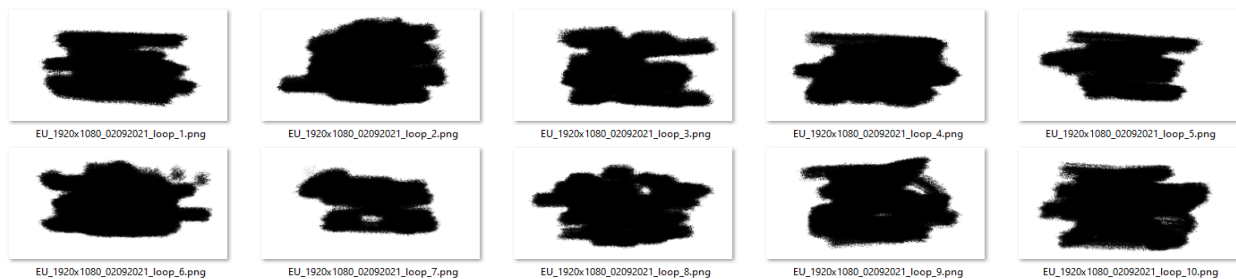 EU_1920x1080_02092021_loop_1.png
EU_1920x1080_02092021_loop_2.png
EU_1920x1080_02092021_loop_3.png
EU_1920x1080_02092021_loop_4.png
EU_1920x1080_02092021_loop_5.png
EU_1920x1080_02092021_loop_6.png
EU_1920x1080_02092021_loop_7.png
EU_1920x1080_02092021_loop_8.png
EU_1920x1080_02092021_loop_9.png
EU_1920x1080_02092021_loop_10.png